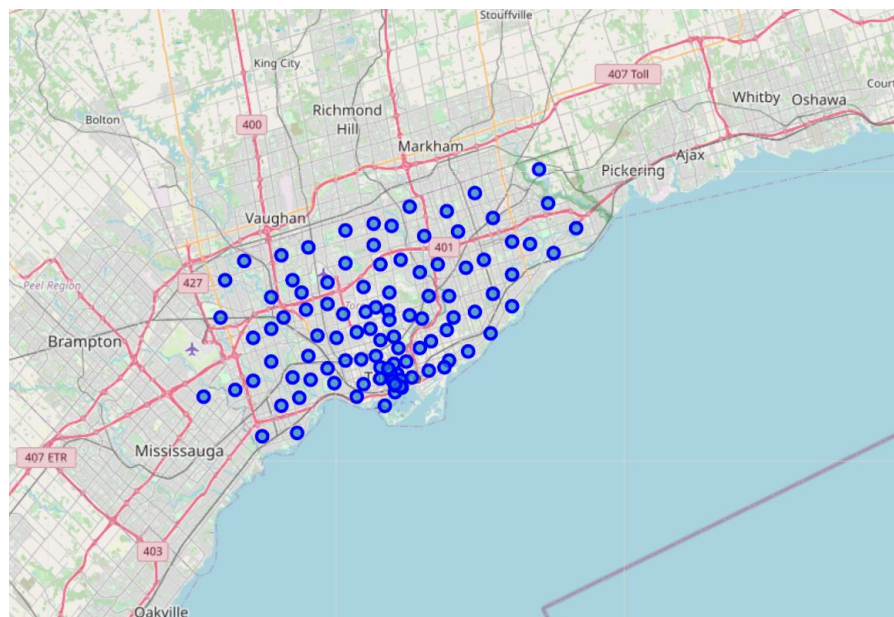 Stouffville
King City
407 Toll
Whitby
Oshawa
Bolton
Richmond
Hill
400
Markham
Ajax
Pickering
Vaughan
401
427
Peel Region
Brampton
Mississauga
407 ETR
403
Oakville